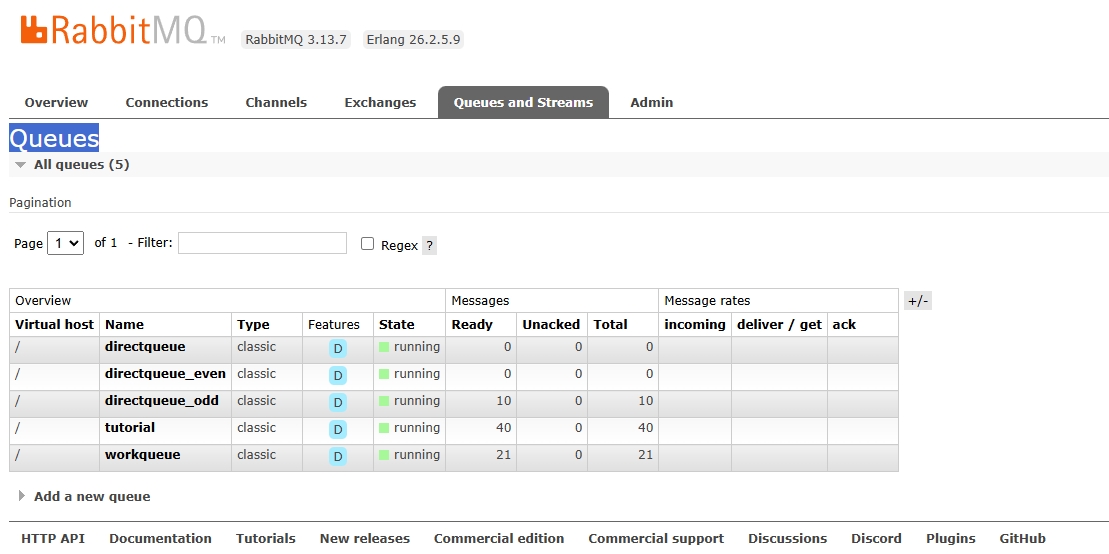 RabbitMQ TM RabbitMQ 3.13.7 Erlang 26.2.5.9
Overview Connections Channels Exchanges Queues and Streams Admin
Queues
All queues (5)
Pagination
Page 1 of 1 - Filter: Regex ?
Overview Messages Message rates +/-
Virtual host Name Type Features State Ready Unacked Total incoming deliver / get ack
/ directqueue classic D running 0 0 0
/ directqueue_even classic D running 0 0 0
/ directqueue_odd classic D running 10 0 10
/ tutorial classic D running 40 0 40
/ workqueue classic D running 21 0 21
Add a new queue
HTTP API Documentation Tutorials New releases Commercial edition Commercial support Discussions Discord Plugins GitHub